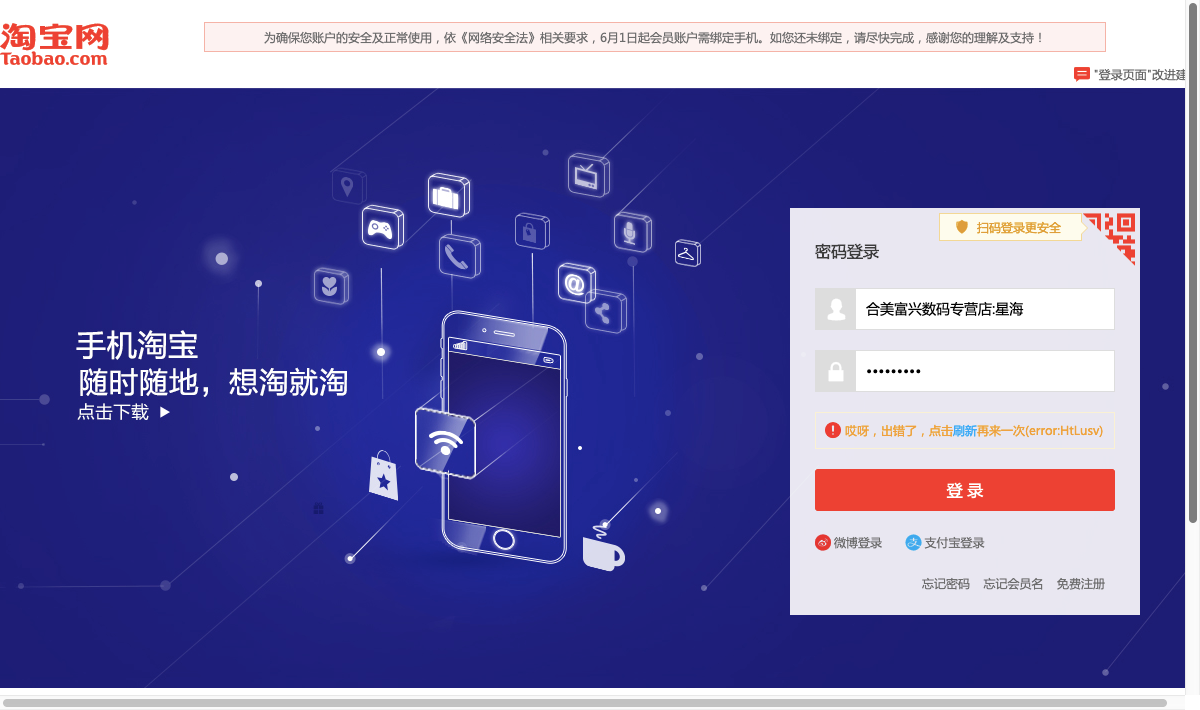 淘宝网
Taobao.com
为确保您账户的安全及正常使用，依《网络安全法》相关要求，6月1日起会员账户需绑定手机。如您还未绑定，请尽快完成，感谢您的理解及支持！
"登录页面"改进建
扫码登录更安全
密码登录
合美富兴数码专营店:星海
•••••••••
手机淘宝
随时随地，想淘就淘
点击下载
哎呀，出错了，点击刷新再来一次(error:HtLusv)
登 录
微博登录 支付宝登录
忘记密码 忘记会员名 免费注册